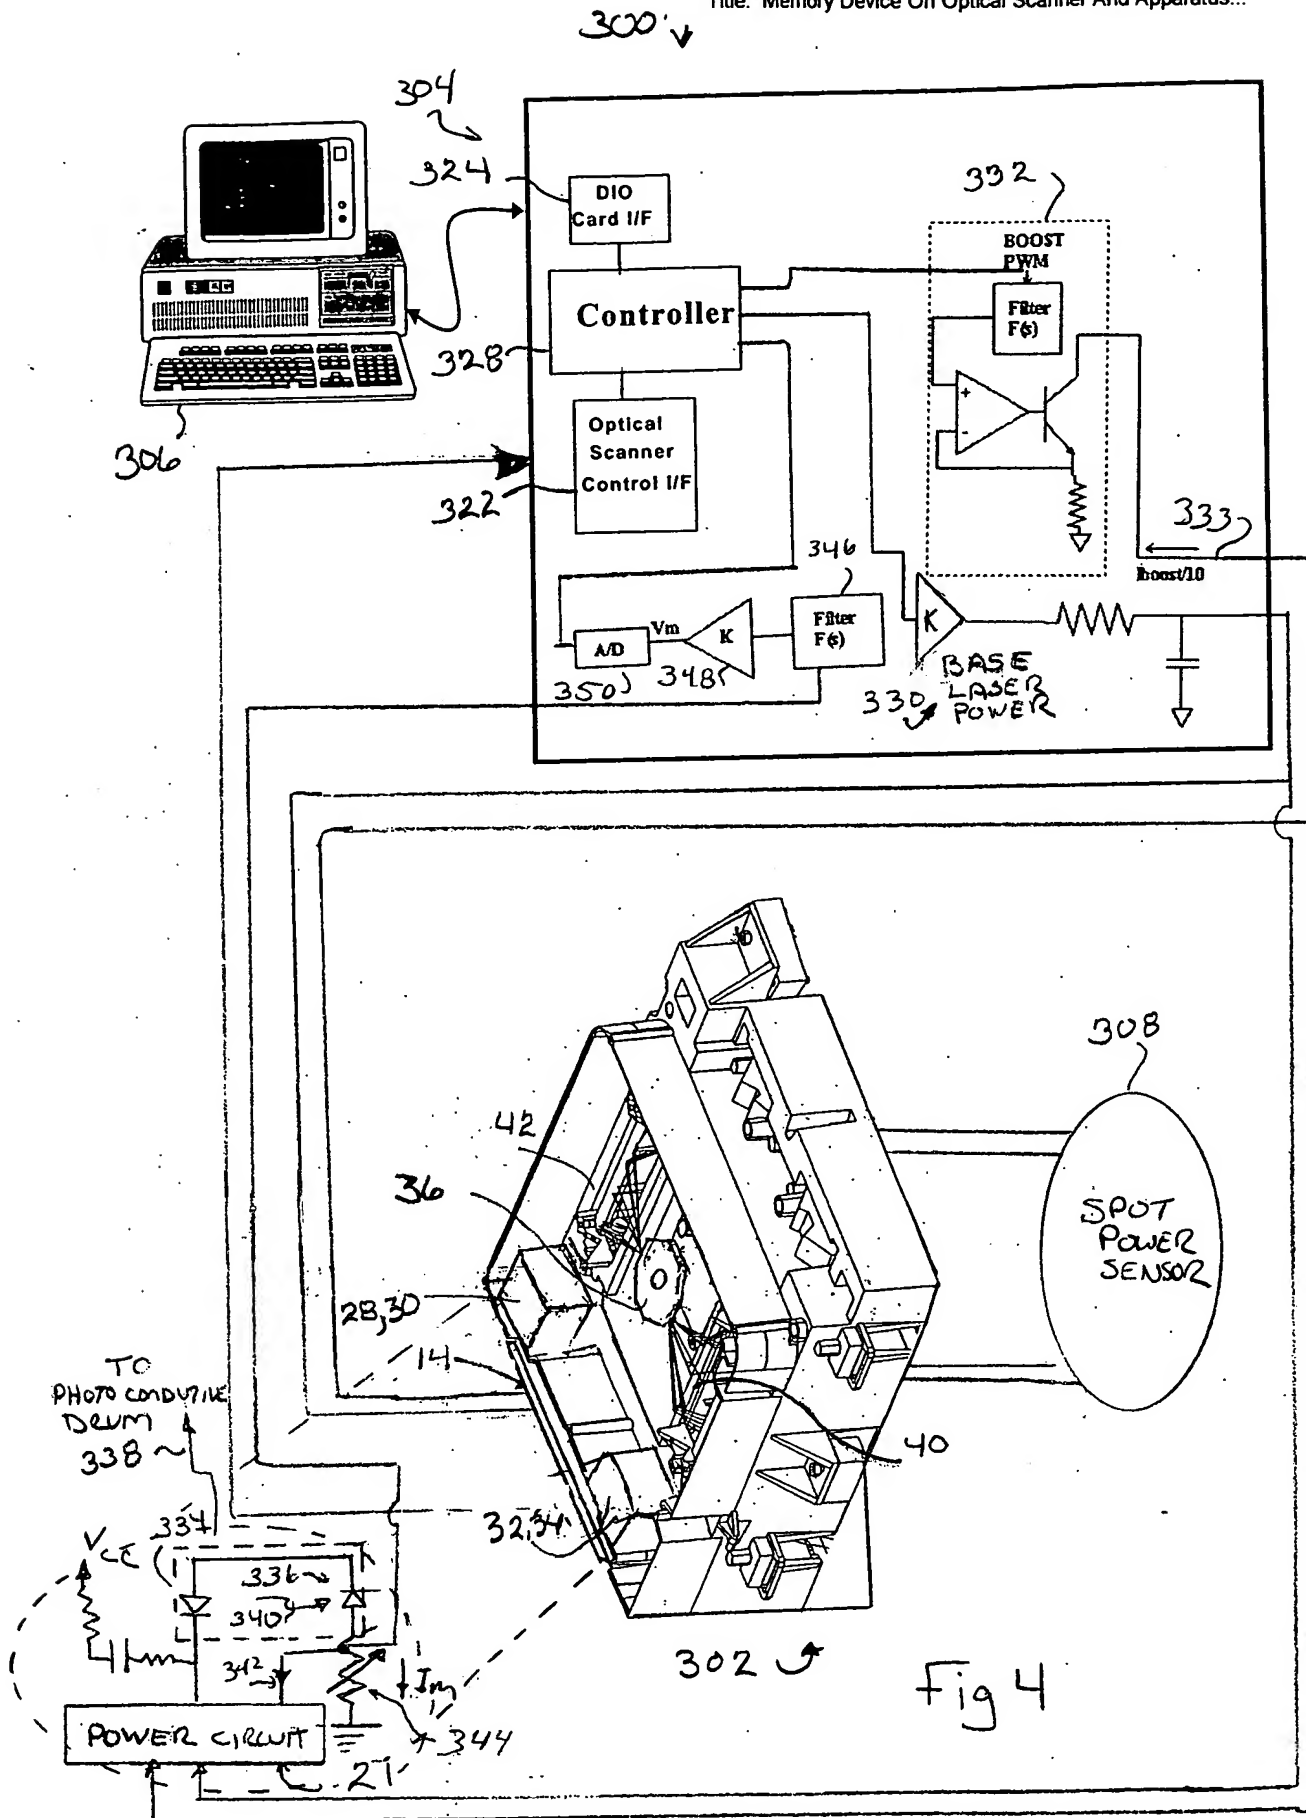 Title: Memory Device On Optical Scanner And Apparatus...
300
304
324
DIO
Card I/F
332
BOOST
PWM
Filter
F(s)
Controller
328
306
Optical
Scanner
Control I/F
322
+
-
333
Iboost/10
346
Filter
F(s)
K
Vm
A/D
350
348
K
BASE
LASER
POWER
330
308
42
36
SPOT
POWER
SENSOR
28,30
14
TO
PHOTO CONDUTIVE
DRUM
338
40
32,34
Vcc
336
340
342
Im
302
Fig 4
POWER CIRCUIT
344